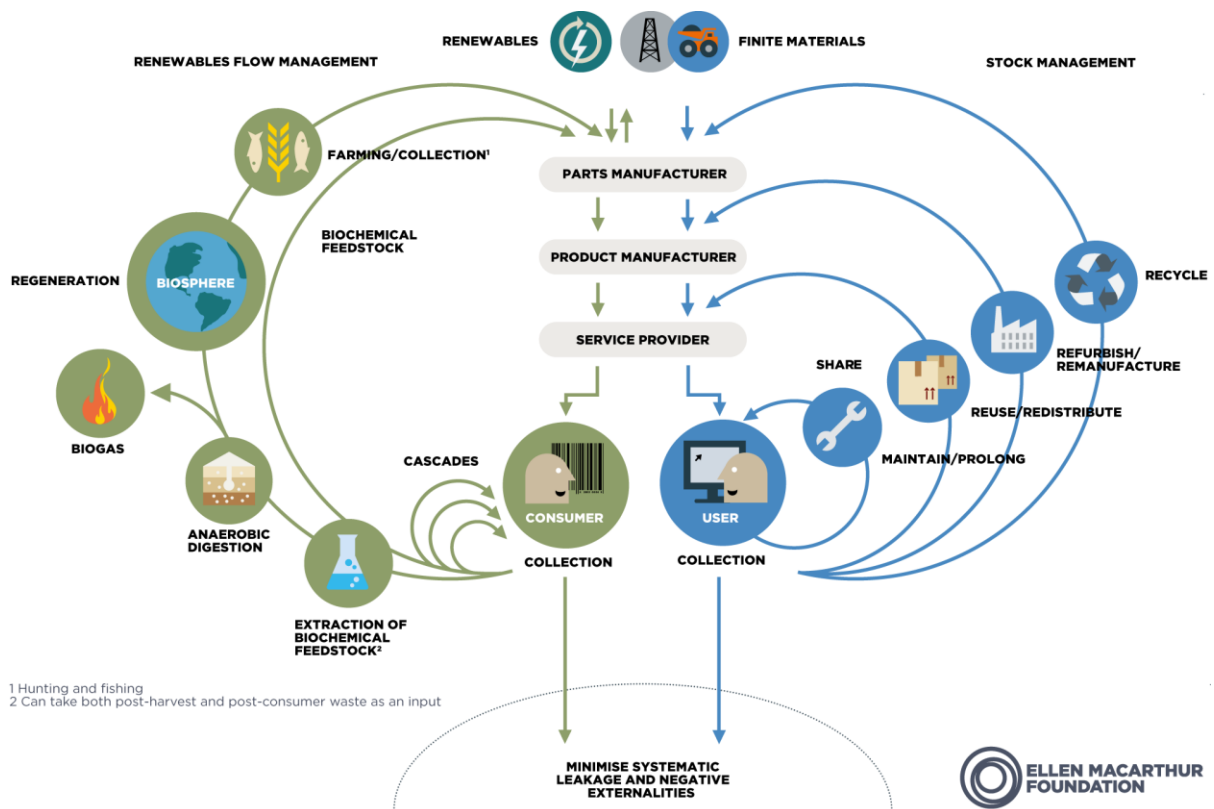 RENEWABLES
FINITE MATERIALS
RENEWABLES FLOW MANAGEMENT
STOCK MANAGEMENT
FARMING/COLLECTION¹
PARTS MANUFACTURER
BIOCHEMICAL
FEEDSTOCK
PRODUCT MANUFACTURER
REGENERATION
BIOSPHERE
RECYCLE
SERVICE PROVIDER
SHARE
REFURBISH/
REMANUFACTURE
REUSE/REDISTRIBUTE
BIOGAS
CASCADES
MAINTAIN/PROLONG
CONSUMER
USER
ANAEROBIC
DIGESTION
COLLECTION
COLLECTION
EXTRACTION OF
BIOCHEMICAL
FEEDSTOCK²
1 Hunting and fishing
2 Can take both post-harvest and post-consumer waste as an input
MINIMISE SYSTEMATIC
LEAKAGE AND NEGATIVE
EXTERNALITIES
ELLEN MACARTHUR
FOUNDATION